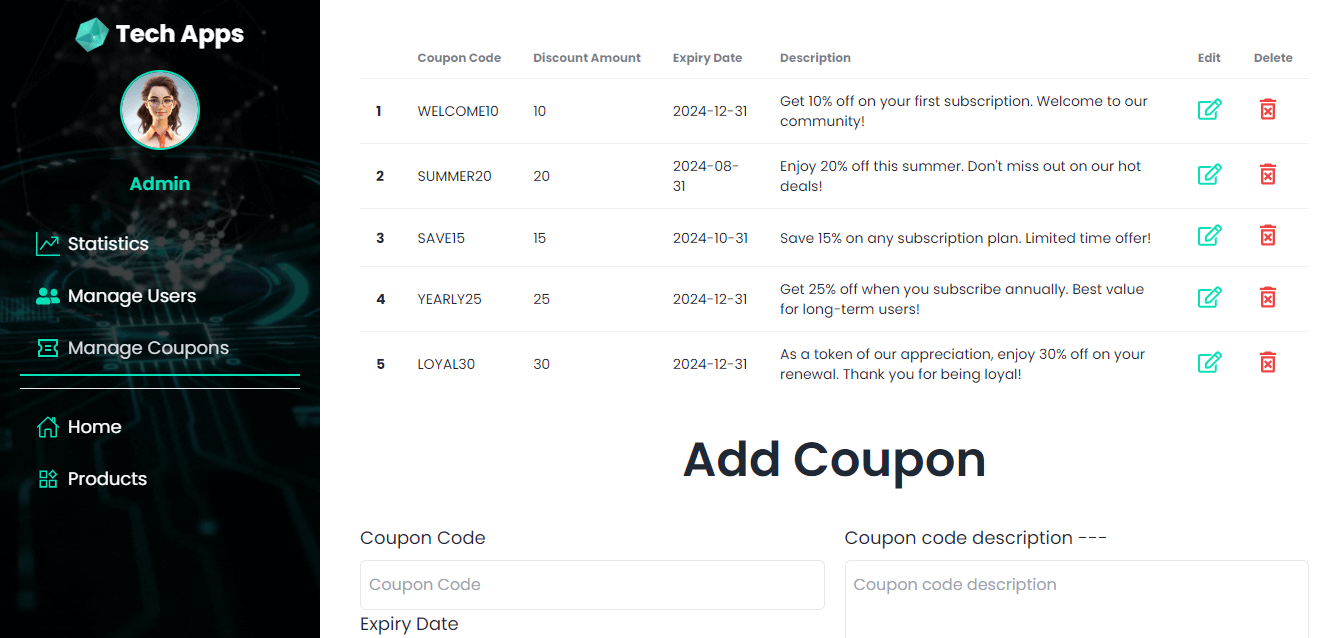 Tech Apps
Admin
Statistics
Manage Users
Manage Coupons
Home
Products
Coupon Code Discount Amount Expiry Date Description Edit Delete
1 WELCOME10 10 2024-12-31 Get 10% off on your first subscription. Welcome to our
community!
2 SUMMER20 20 2024-08-
31 Enjoy 20% off this summer. Don't miss out on our hot
deals!
3 SAVE15 15 2024-10-31 Save 15% on any subscription plan. Limited time offer!
4 YEARLY25 25 2024-12-31 Get 25% off when you subscribe annually. Best value
for long-term users!
5 LOYAL30 30 2024-12-31 As a token of our appreciation, enjoy 30% off on your
renewal. Thank you for being loyal!
Add Coupon
Coupon Code
Coupon Code
Expiry Date
Coupon code description ---
Coupon code description